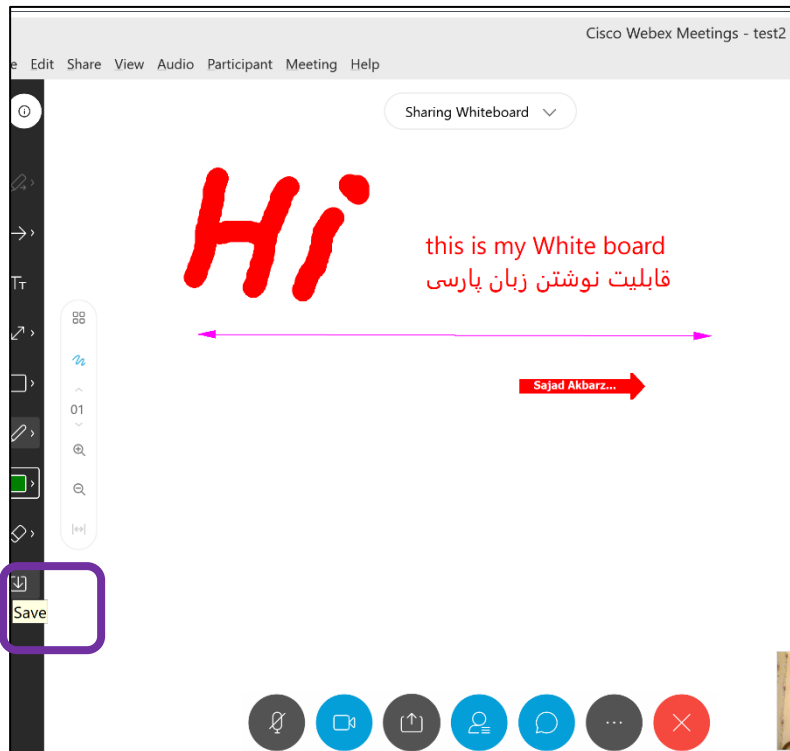 Cisco Webex Meetings - test2
e Edit Share View Audio Participant Meeting Help
Sharing Whiteboard
Hi
this is my White board
قابلیت نوشتن زبان پارسی
Tт
01
Sajad Akbarz...
Save